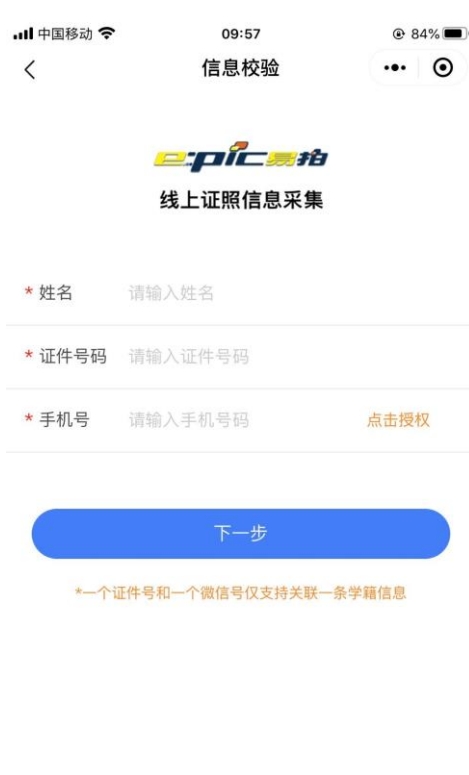 中国移动 09:57 84%
信息校验
e:pic易拍
线上证照信息采集
* 姓名 请输入姓名
* 证件号码 请输入证件号码
* 手机号 请输入手机号码 点击授权
下一步
*一个证件号和一个微信号仅支持关联一条学籍信息